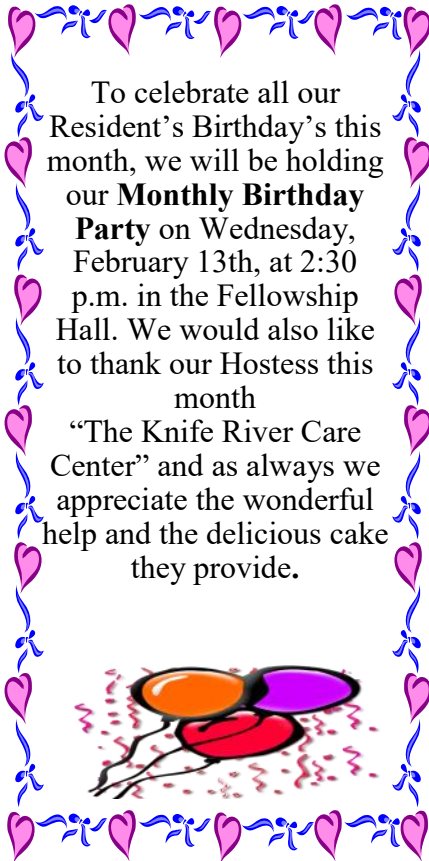 To celebrate all our
Resident’s Birthday’s this
month, we will be holding
our Monthly Birthday
Party on Wednesday,
February 13th, at 2:30
p.m. in the Fellowship
Hall. We would also like
to thank our Hostess this
month
“The Knife River Care
Center” and as always we
appreciate the wonderful
help and the delicious cake
they provide.